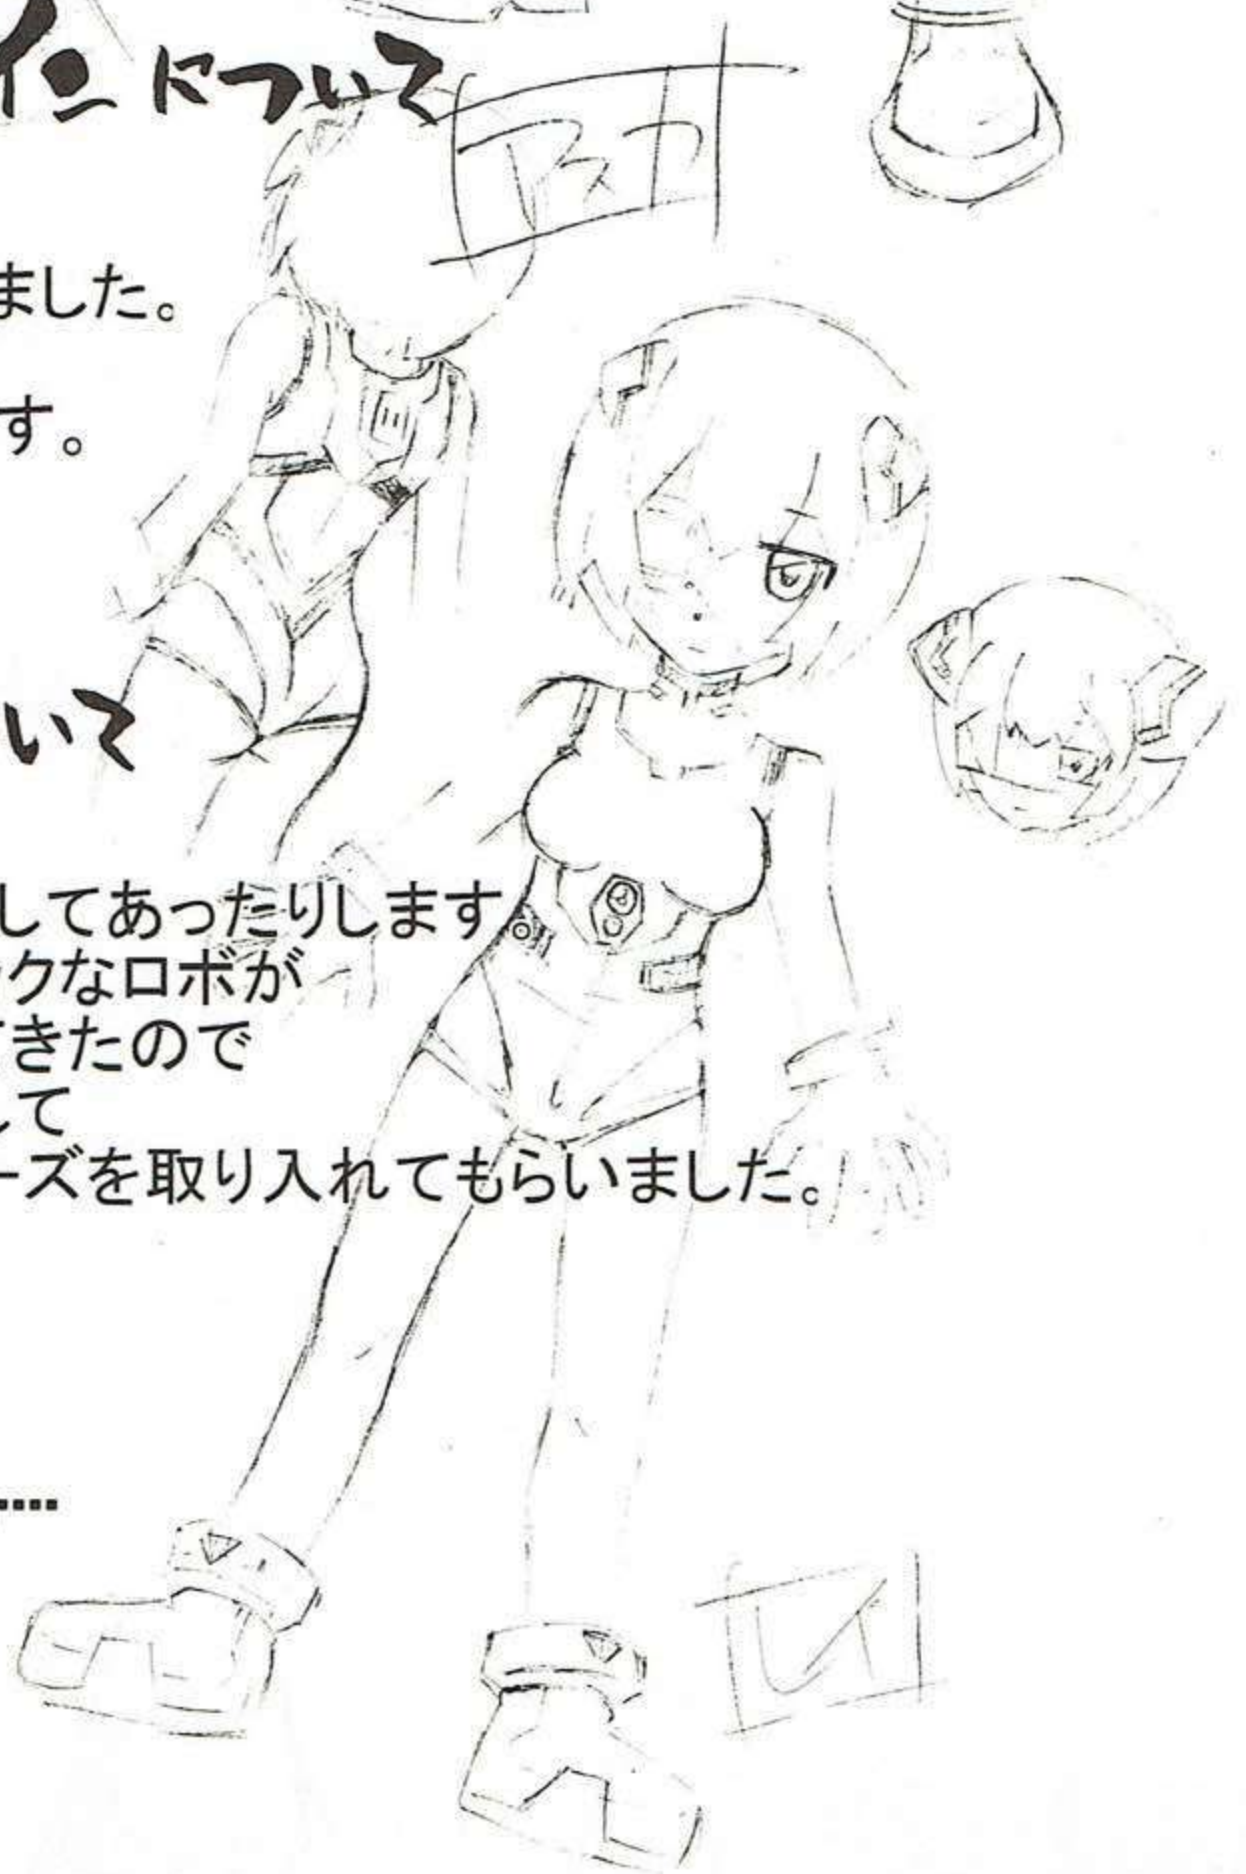 インについて
アスカ
ました。
す。
いて
してあったりします
クなロボが
きたので
して
ーズを取り入れてもらいました。
……
レイ